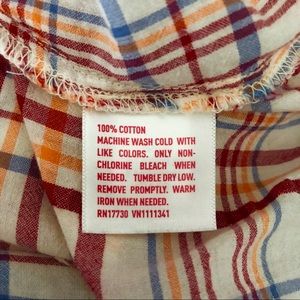 100% COTTON
MACHINE WASH COLD WITH
LIKE COLORS. ONLY NON-
CHLORINE BLEACH WHEN
NEEDED. TUMBLE DRY LOW.
REMOVE PROMPTLY. WARM
IRON WHEN NEEDED.
RN17730 VN1111341